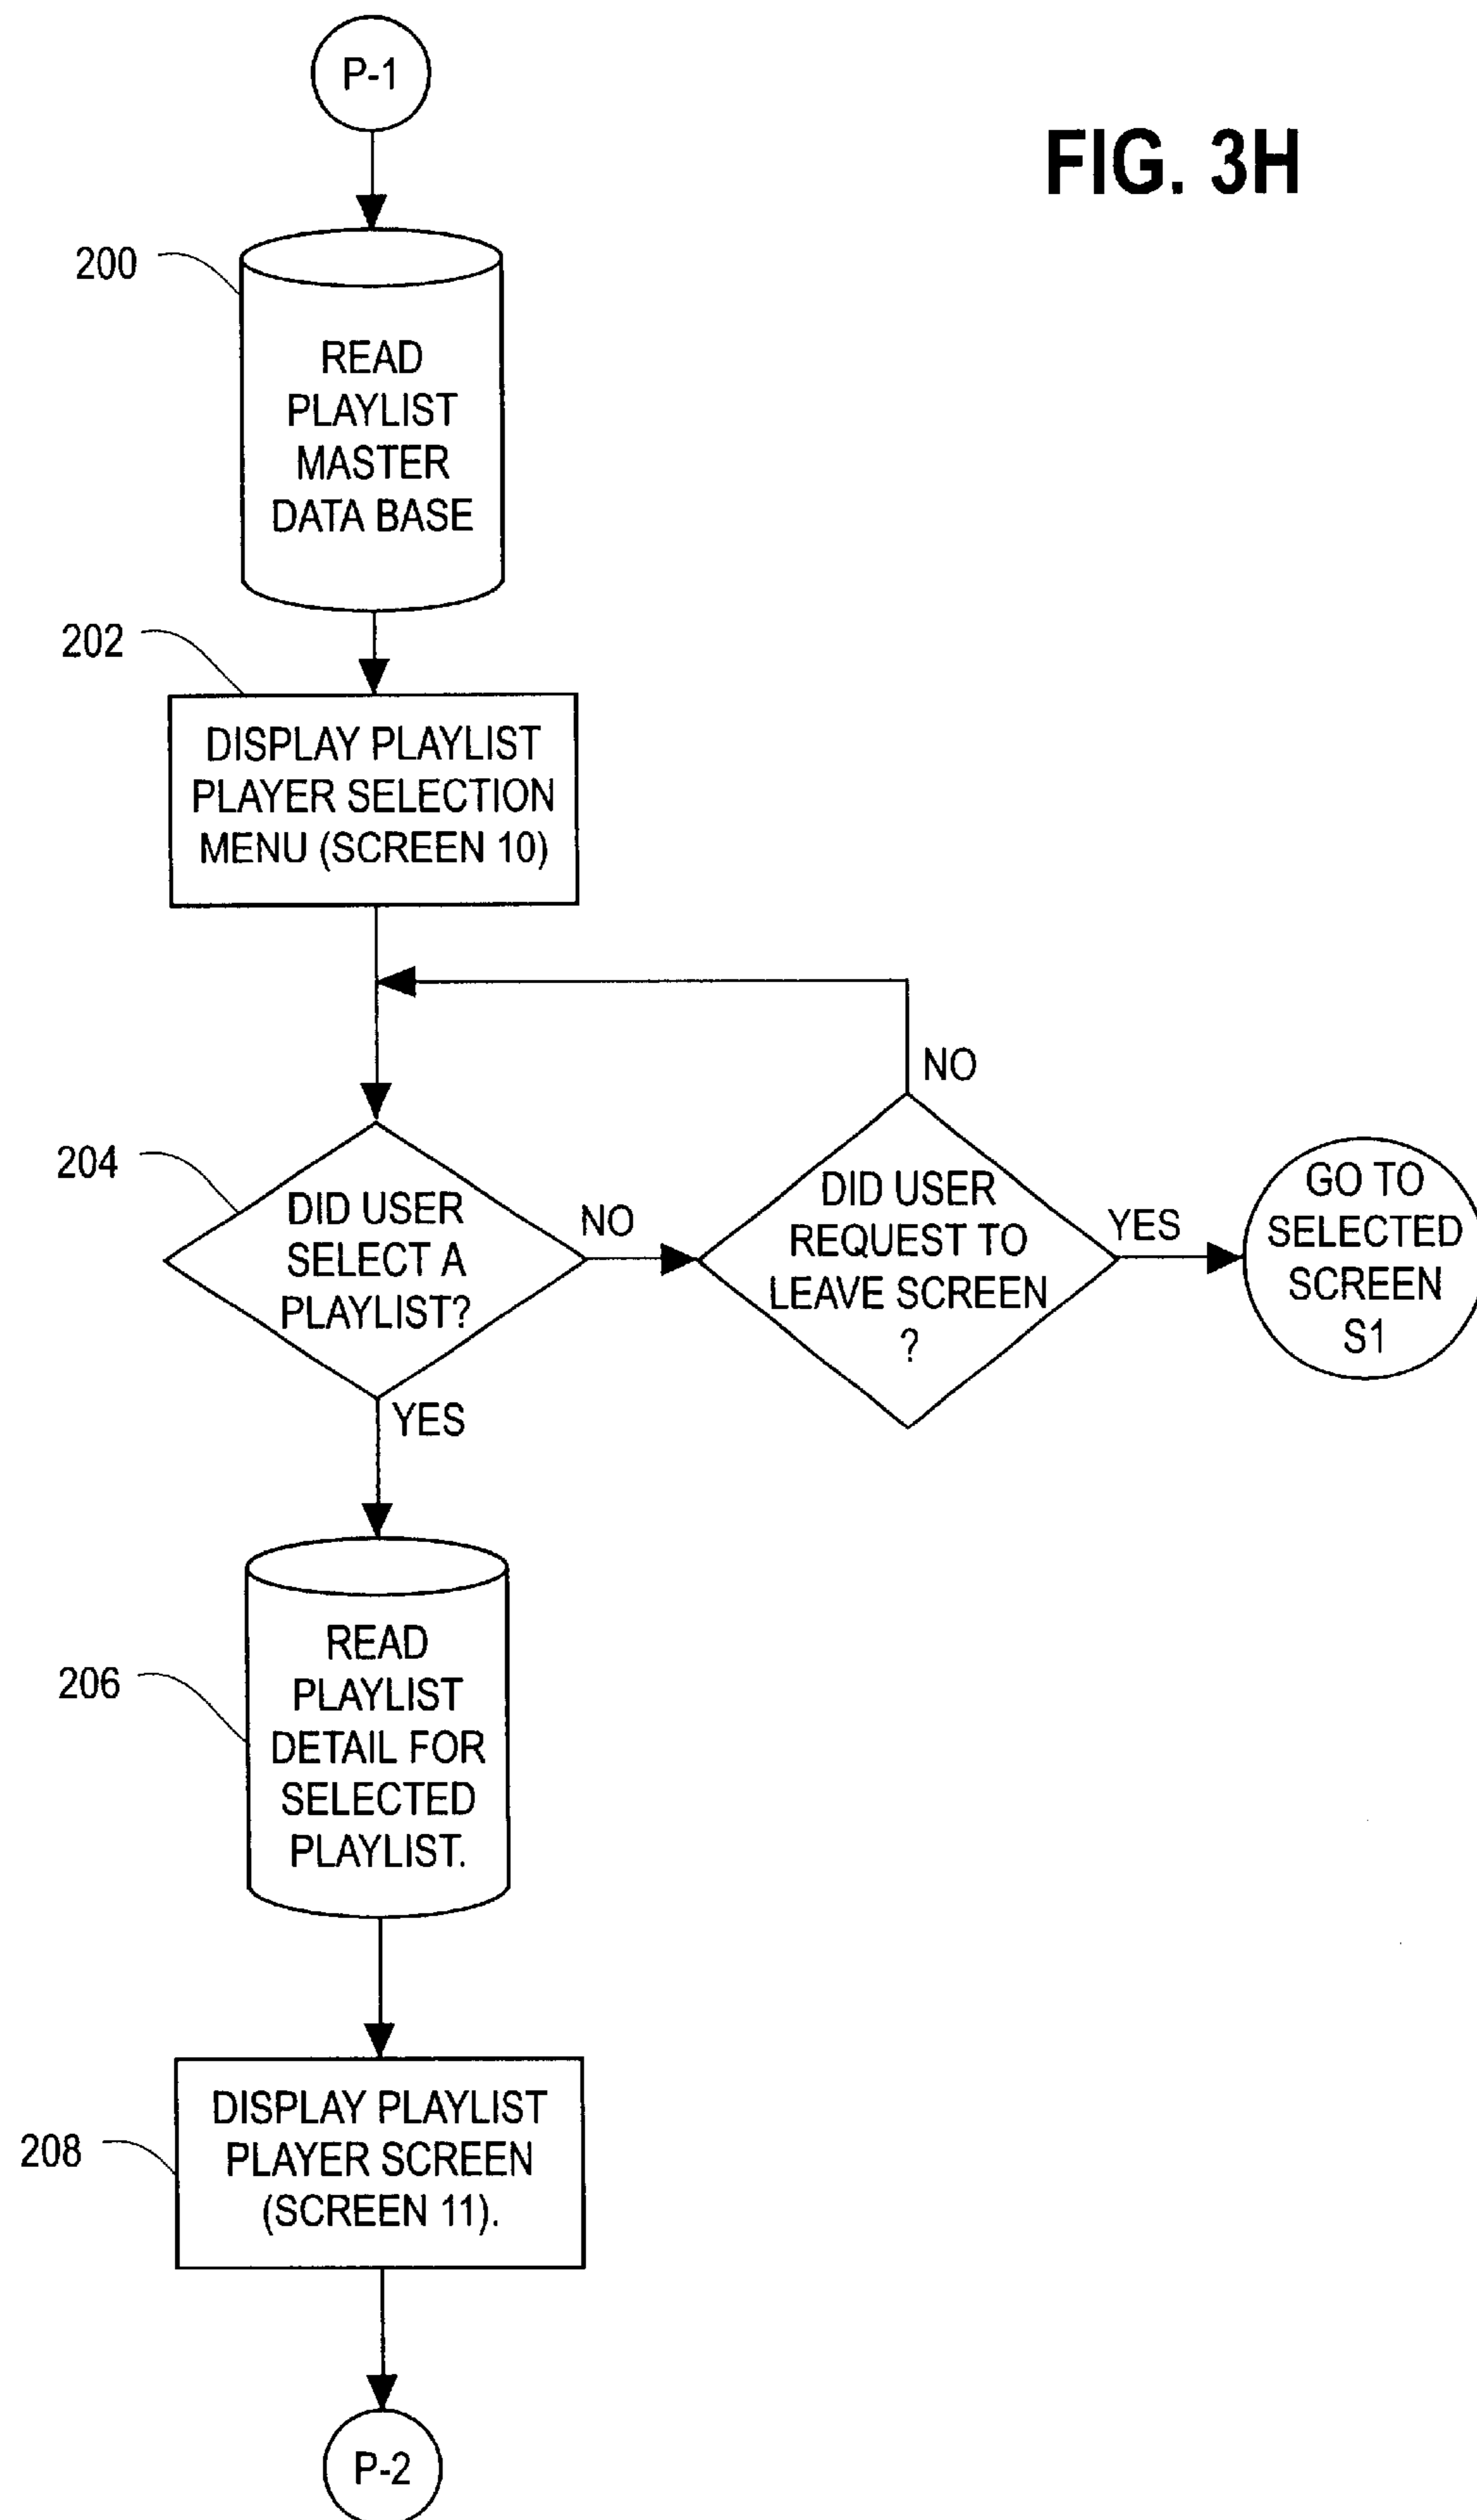 P-1
FIG. 3H
200
READ
PLAYLIST
MASTER
DATA BASE
202
DISPLAY PLAYLIST
PLAYER SELECTION
MENU (SCREEN 10)
NO
204
DID USER
SELECT A
PLAYLIST?
NO
DID USER
REQUEST TO
LEAVE SCREEN
?
YES
GO TO
SELECTED
SCREEN
S1
YES
206
READ
PLAYLIST
DETAIL FOR
SELECTED
PLAYLIST.
208
DISPLAY PLAYLIST
PLAYER SCREEN
(SCREEN 11).
P-2